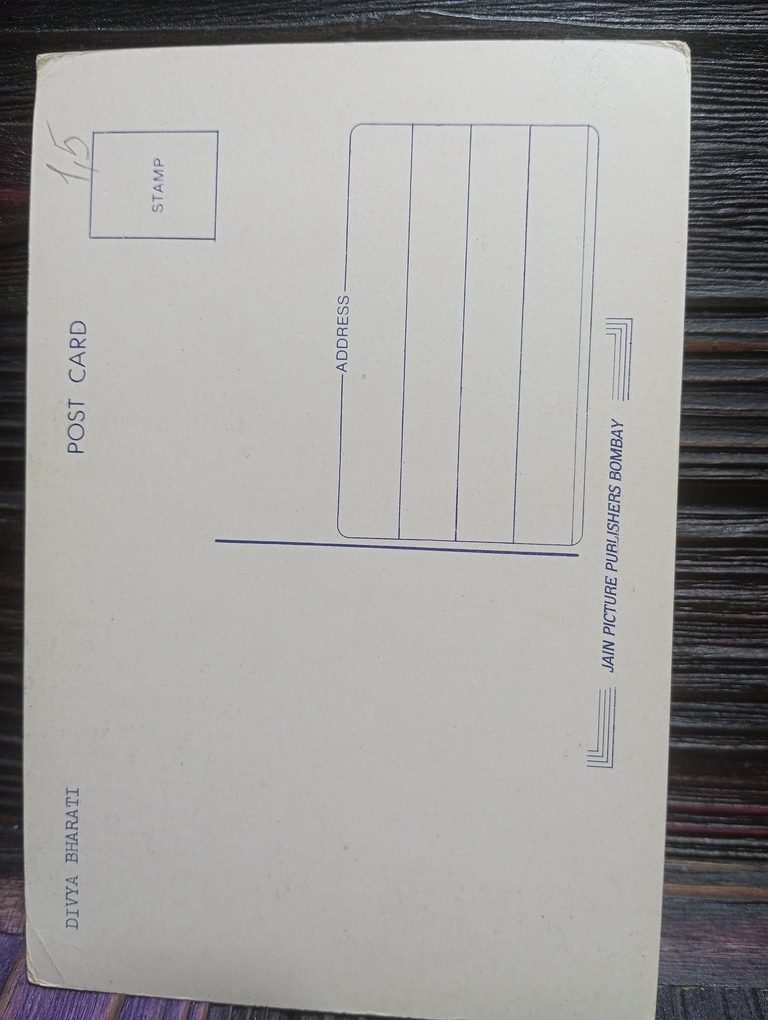 DIVYA BHARATI
POST CARD
1,5
STAMP
ADDRESS
JAIN PICTURE PUBLISHERS BOMBAY